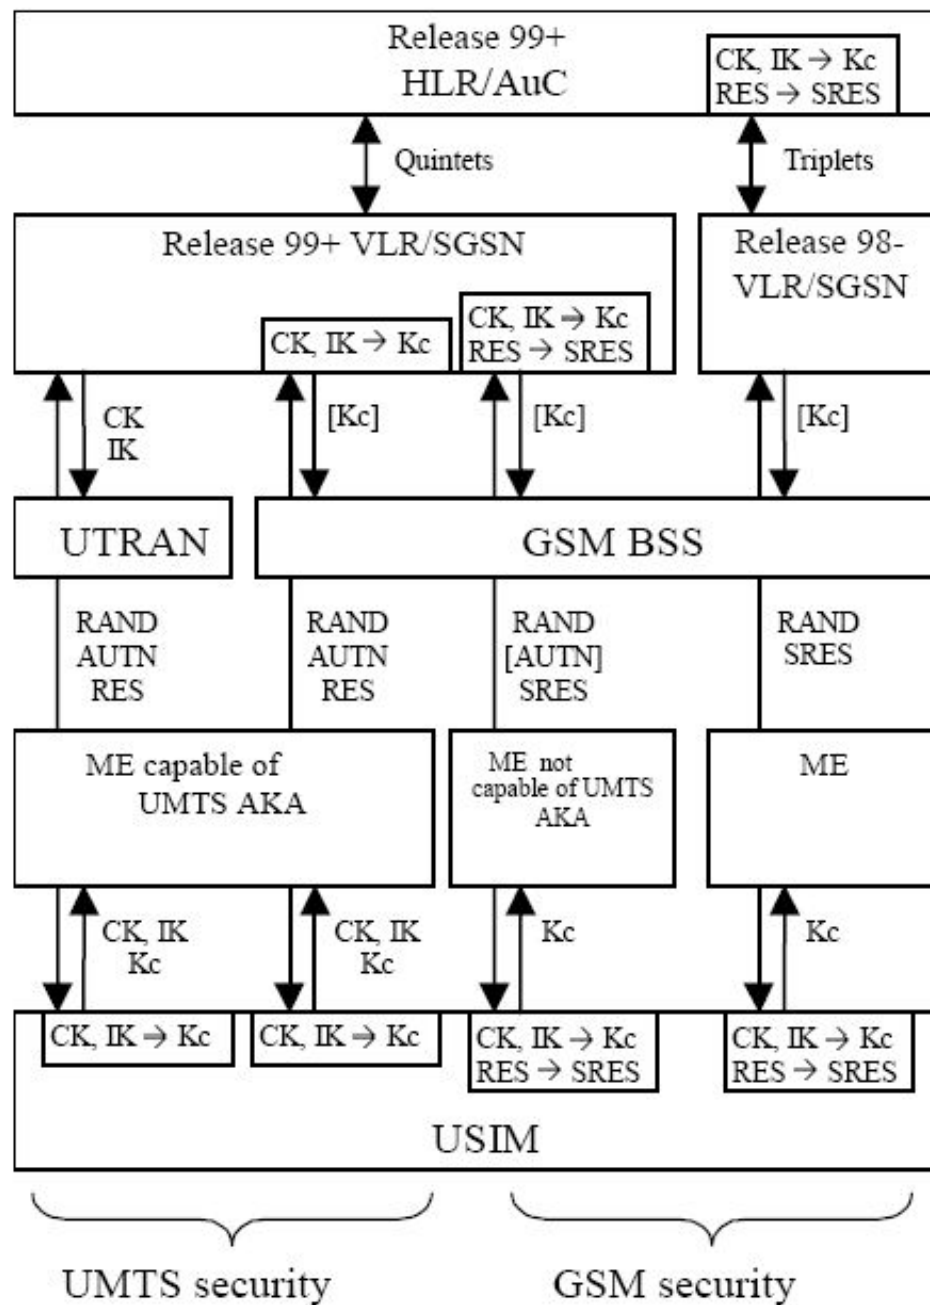 Release 99+
HLR/AuC
CK, IK → Kc
RES → SRES
Quintets
Triplets
Release 99+ VLR/SGSN
CK, IK → Kc
CK, IK → Kc
RES → SRES
Release 98-
VLR/SGSN
CK
IK
[Kc]
[Kc]
[Kc]
UTRAN
GSM BSS
RAND
AUTN
RES
RAND
AUTN
RES
RAND
[AUTN]
SRES
RAND
SRES
ME capable of
UMTS AKA
ME not
capable of UMTS
AKA
ME
CK, IK
Kc
CK, IK
Kc
Kc
Kc
CK, IK → Kc
CK, IK → Kc
CK, IK → Kc
RES → SRES
CK, IK → Kc
RES → SRES
USIM
UMTS security
GSM security